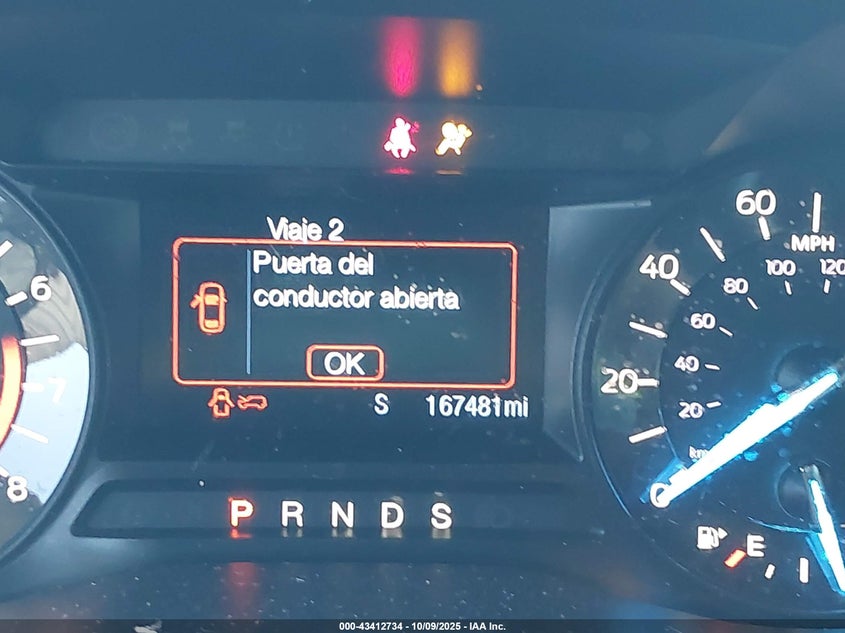 Viaje 2
Puerta del
conductor abierta
OK
S 167481mi
P R N D S
6
7
8
60
MPH
40
100 120
80
60
20
40
20
0
E
000-43412734 - 10/09/2025 - IAA Inc.